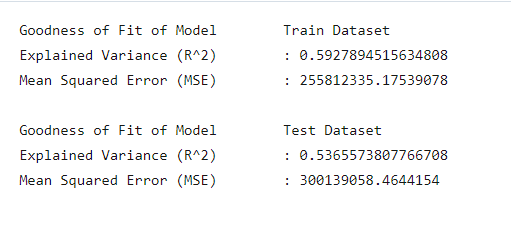 Goodness of Fit of Model Train Dataset
Explained Variance (R^2) : 0.5927894515634808
Mean Squared Error (MSE) : 255812335.17539078
Goodness of Fit of Model Test Dataset
Explained Variance (R^2) : 0.5365573807766708
Mean Squared Error (MSE) : 300139058.4644154